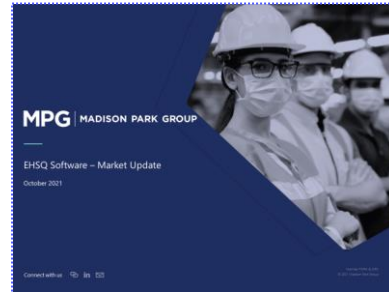 MPG | MADISON PARK GROUP
EHSQ Software – Market Update
October 2021
Connect with us